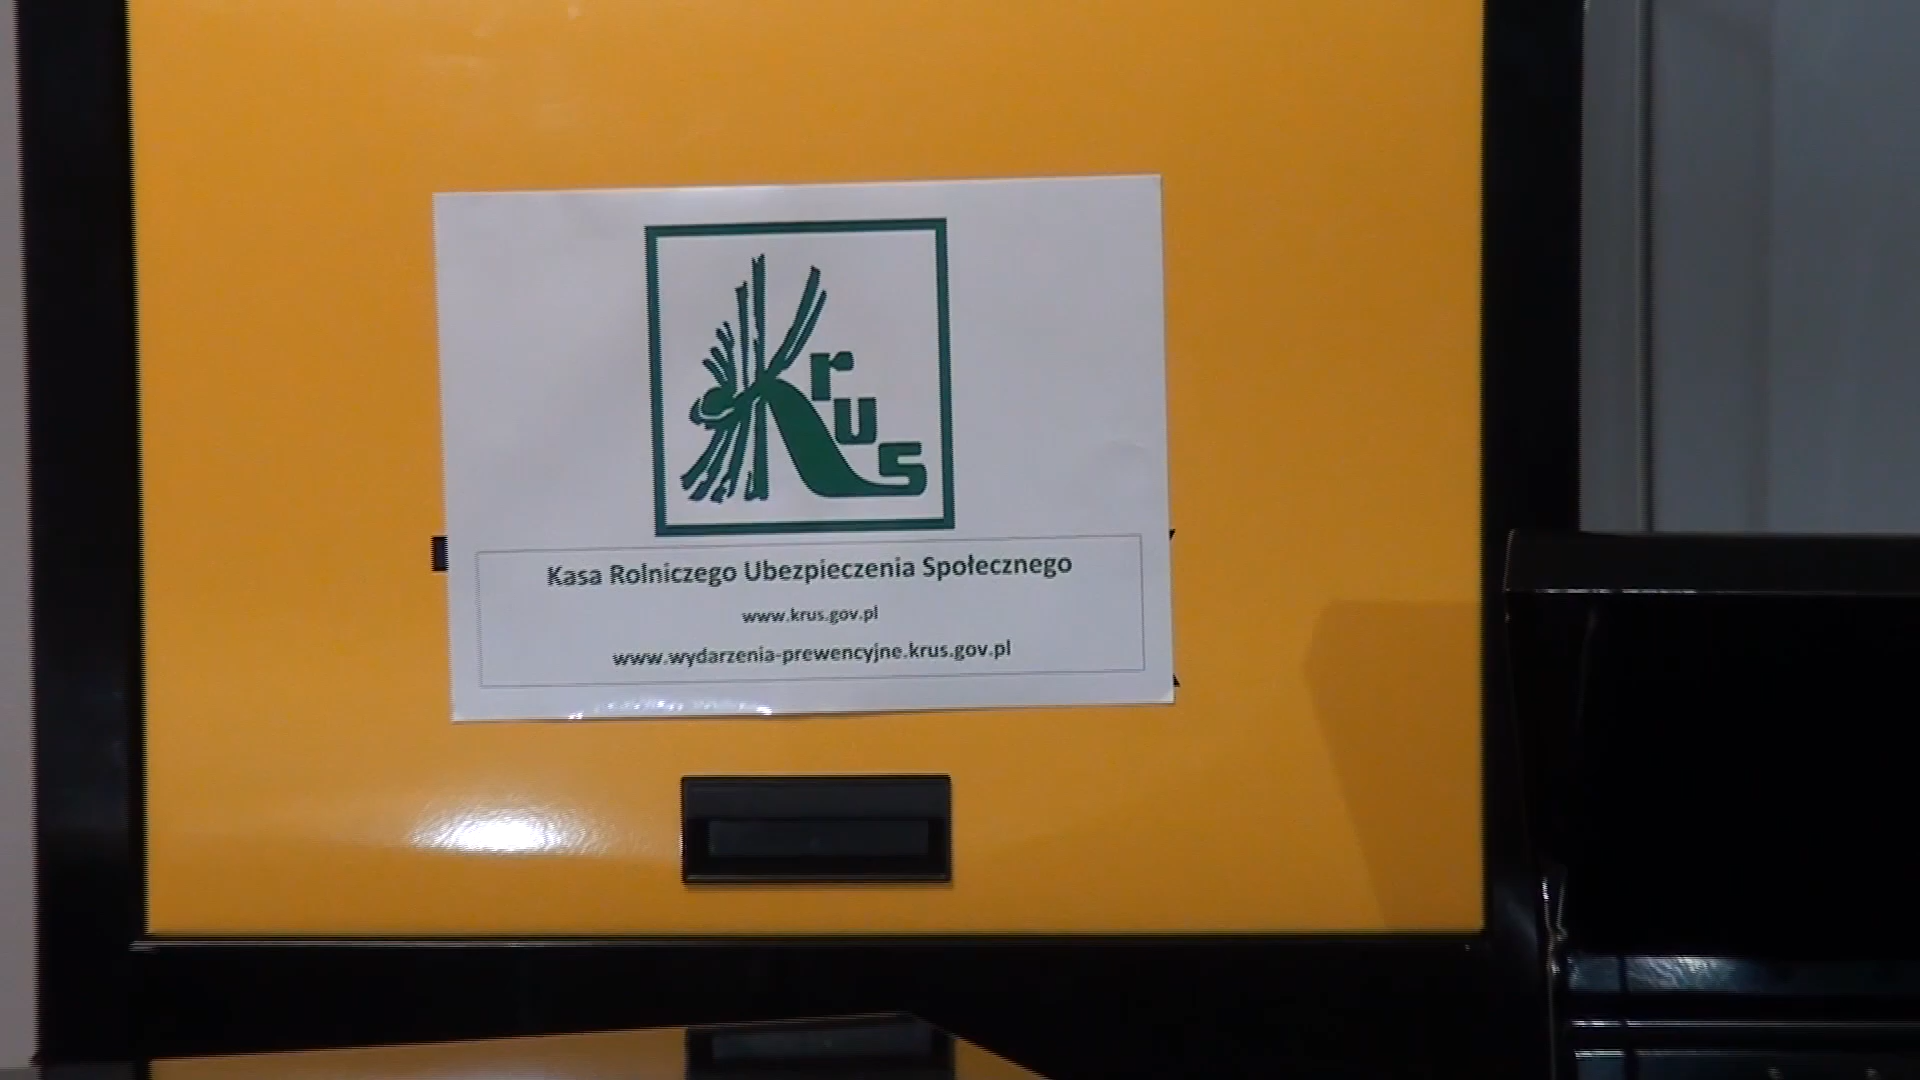 Krus
Kasa Rolniczego Ubezpieczenia Społecznego
www.krus.gov.pl
www.wydarzenia-prewencyjne.krus.gov.pl